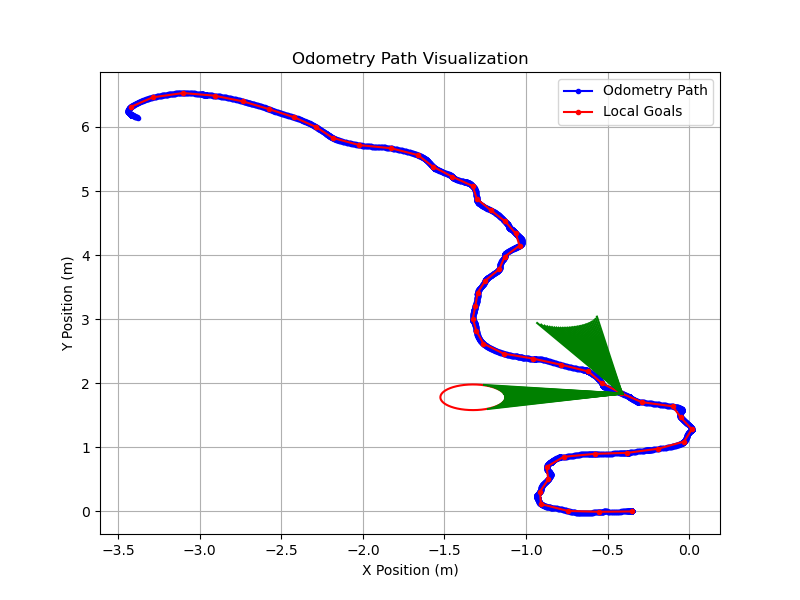 Odometry Path Visualization
Odometry Path
Local Goals
Y Position (m)
6
5
4
3
2
1
0
−3.5 −3.0 −2.5 −2.0 −1.5 −1.0 −0.5 0.0
X Position (m)